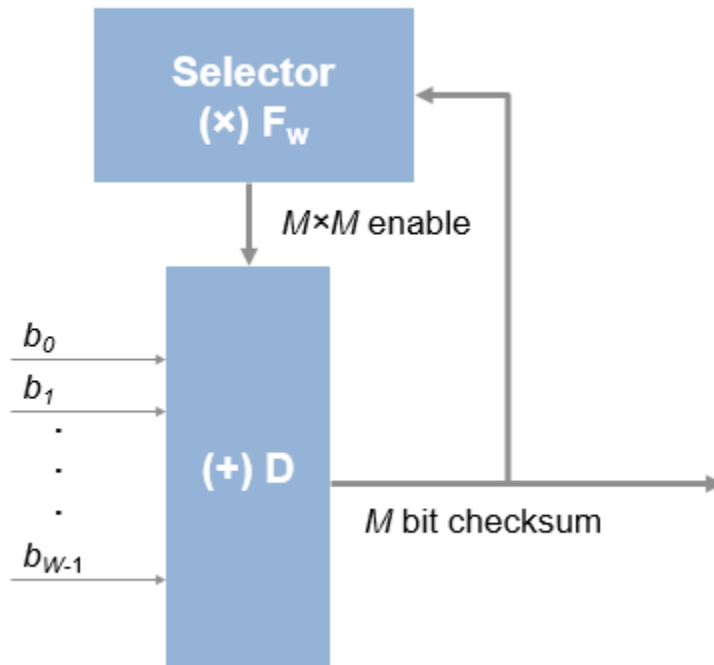 Selector
(×) Fw
M×M enable
b0
b1
.
.
.
(+) D
M bit checksum
bW-1